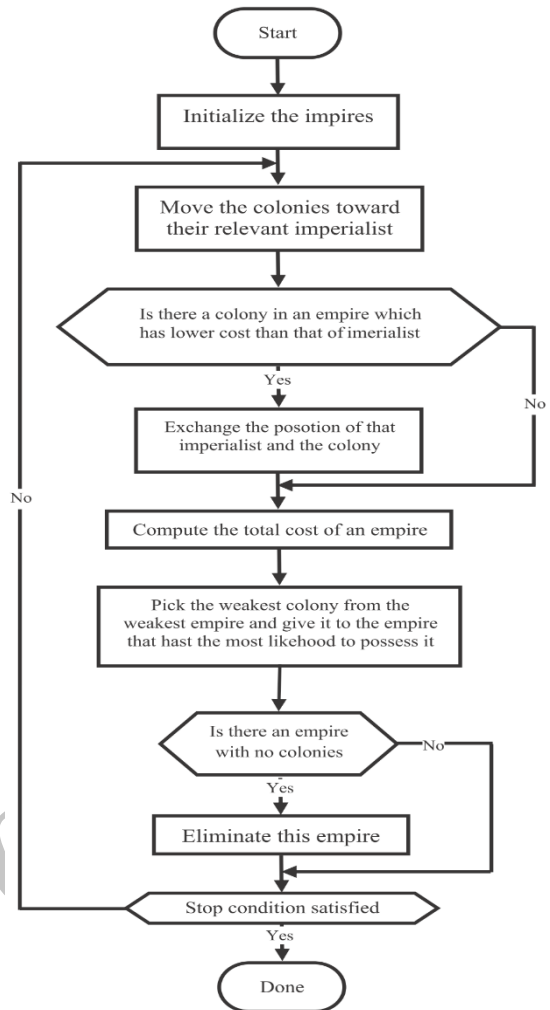 Start
Initialize the impires
Move the colonies toward
their relevant imperialist
Is there a colony in an empire which
has lower cost than that of imerialist
Yes
No
Exchange the posotion of that
imperialist and the colony
No
Compute the total cost of an empire
Pick the weakest colony from the
weakest empire and give it to the empire
that hast the most likehood to possess it
Is there an empire
with no colonies
No
Yes
Eliminate this empire
Stop condition satisfied
Yes
Done